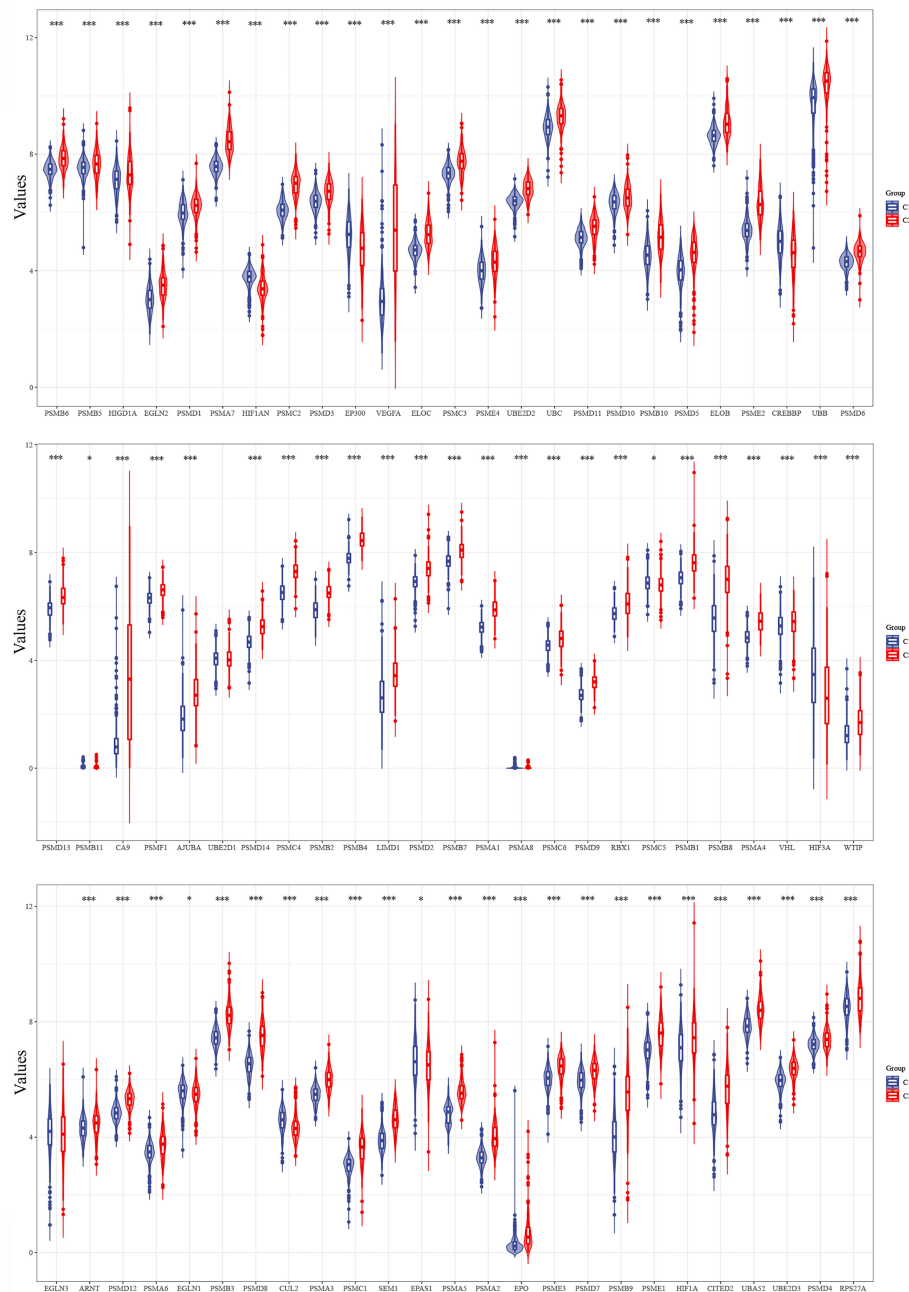 *** *** *** *** *** *** *** *** *** *** *** *** *** *** *** *** *** *** *** *** *** *** *** *** ***
12
8
4
0
Values
Group
C
C
PSMB6 PSMB5 HIGD1A EGLN2 PSMD1 PSMA7 HIF1AN PSMC2 PSMD3 EP300 VEGFA ELOC PSMC3 PSME4 UBE2D2 UBC PSMD11 PSMD10 PSMB10 PSMD5 ELOB PSME2 CREBBP UBB PSMD6
*** * *** *** *** *** *** *** *** *** *** *** *** *** *** *** *** * *** *** *** *** *** ***
12
8
4
0
Values
Group
C
C
PSMD13 PSMB11 CA9 PSMF1 AJUBA UBE2D1 PSMD14 PSMC4 PSMB2 PSMB4 LIMD1 PSMD2 PSMB7 PSMA1 PSMA8 PSMC6 PSMD9 RBX1 PSMC5 PSMB1 PSMB8 PSMA4 VHL HIF3A WTIP
*** *** *** * *** *** *** *** *** *** * *** *** *** *** *** *** *** *** *** *** *** *** ***
12
8
4
0
Values
Group
C
C
EGLN3 ARNT PSMD12 PSMA6 EGLN1 PSMB3 PSMD8 CUL2 PSMA3 PSMC1 SEM1 EPAS1 PSMA5 PSMA2 EPO PSME3 PSMD7 PSMB9 PSME1 HIF1A CITED2 UBA52 UBE2D3 PSMD4 RPS27A